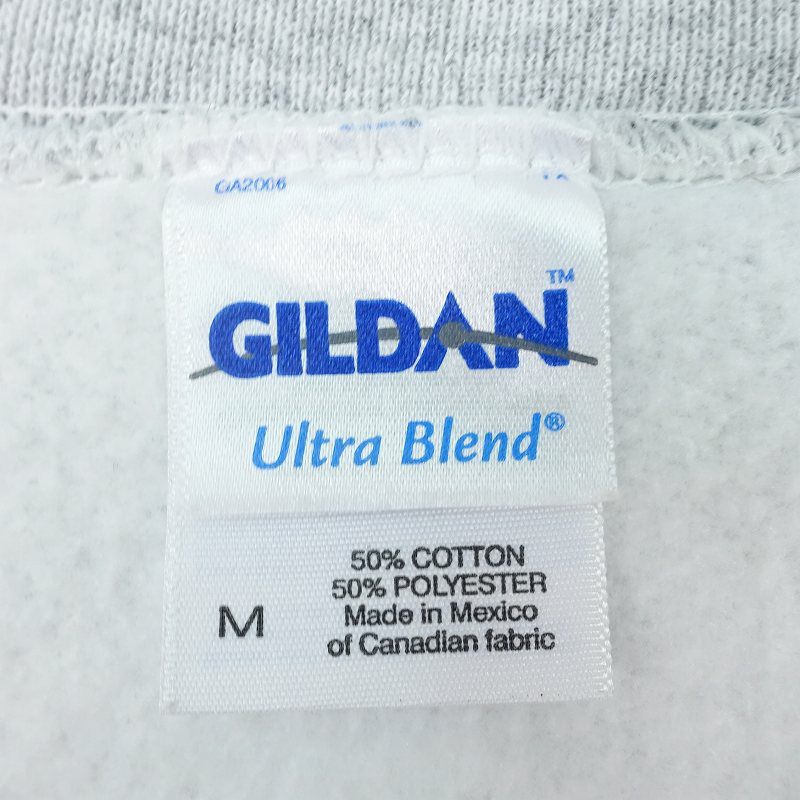 GA2006
GILDAN™
Ultra Blend®
50% COTTON
50% POLYESTER
M
Made in Mexico
of Canadian fabric